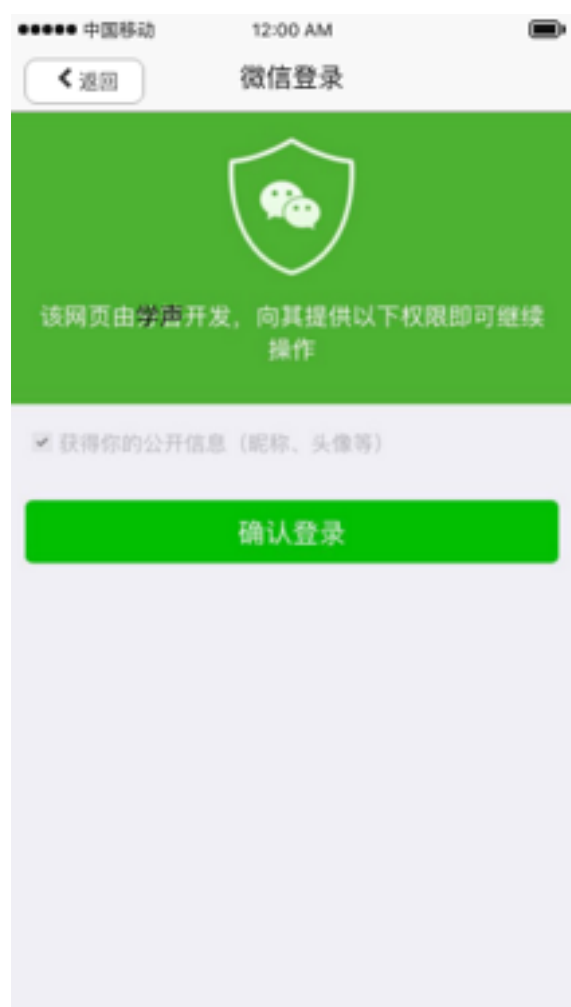 中国移动 12:00 AM
返回 微信登录
该网页由学声开发，向其提供以下权限即可继续
操作
获得你的公开信息（昵称、头像等）
确认登录